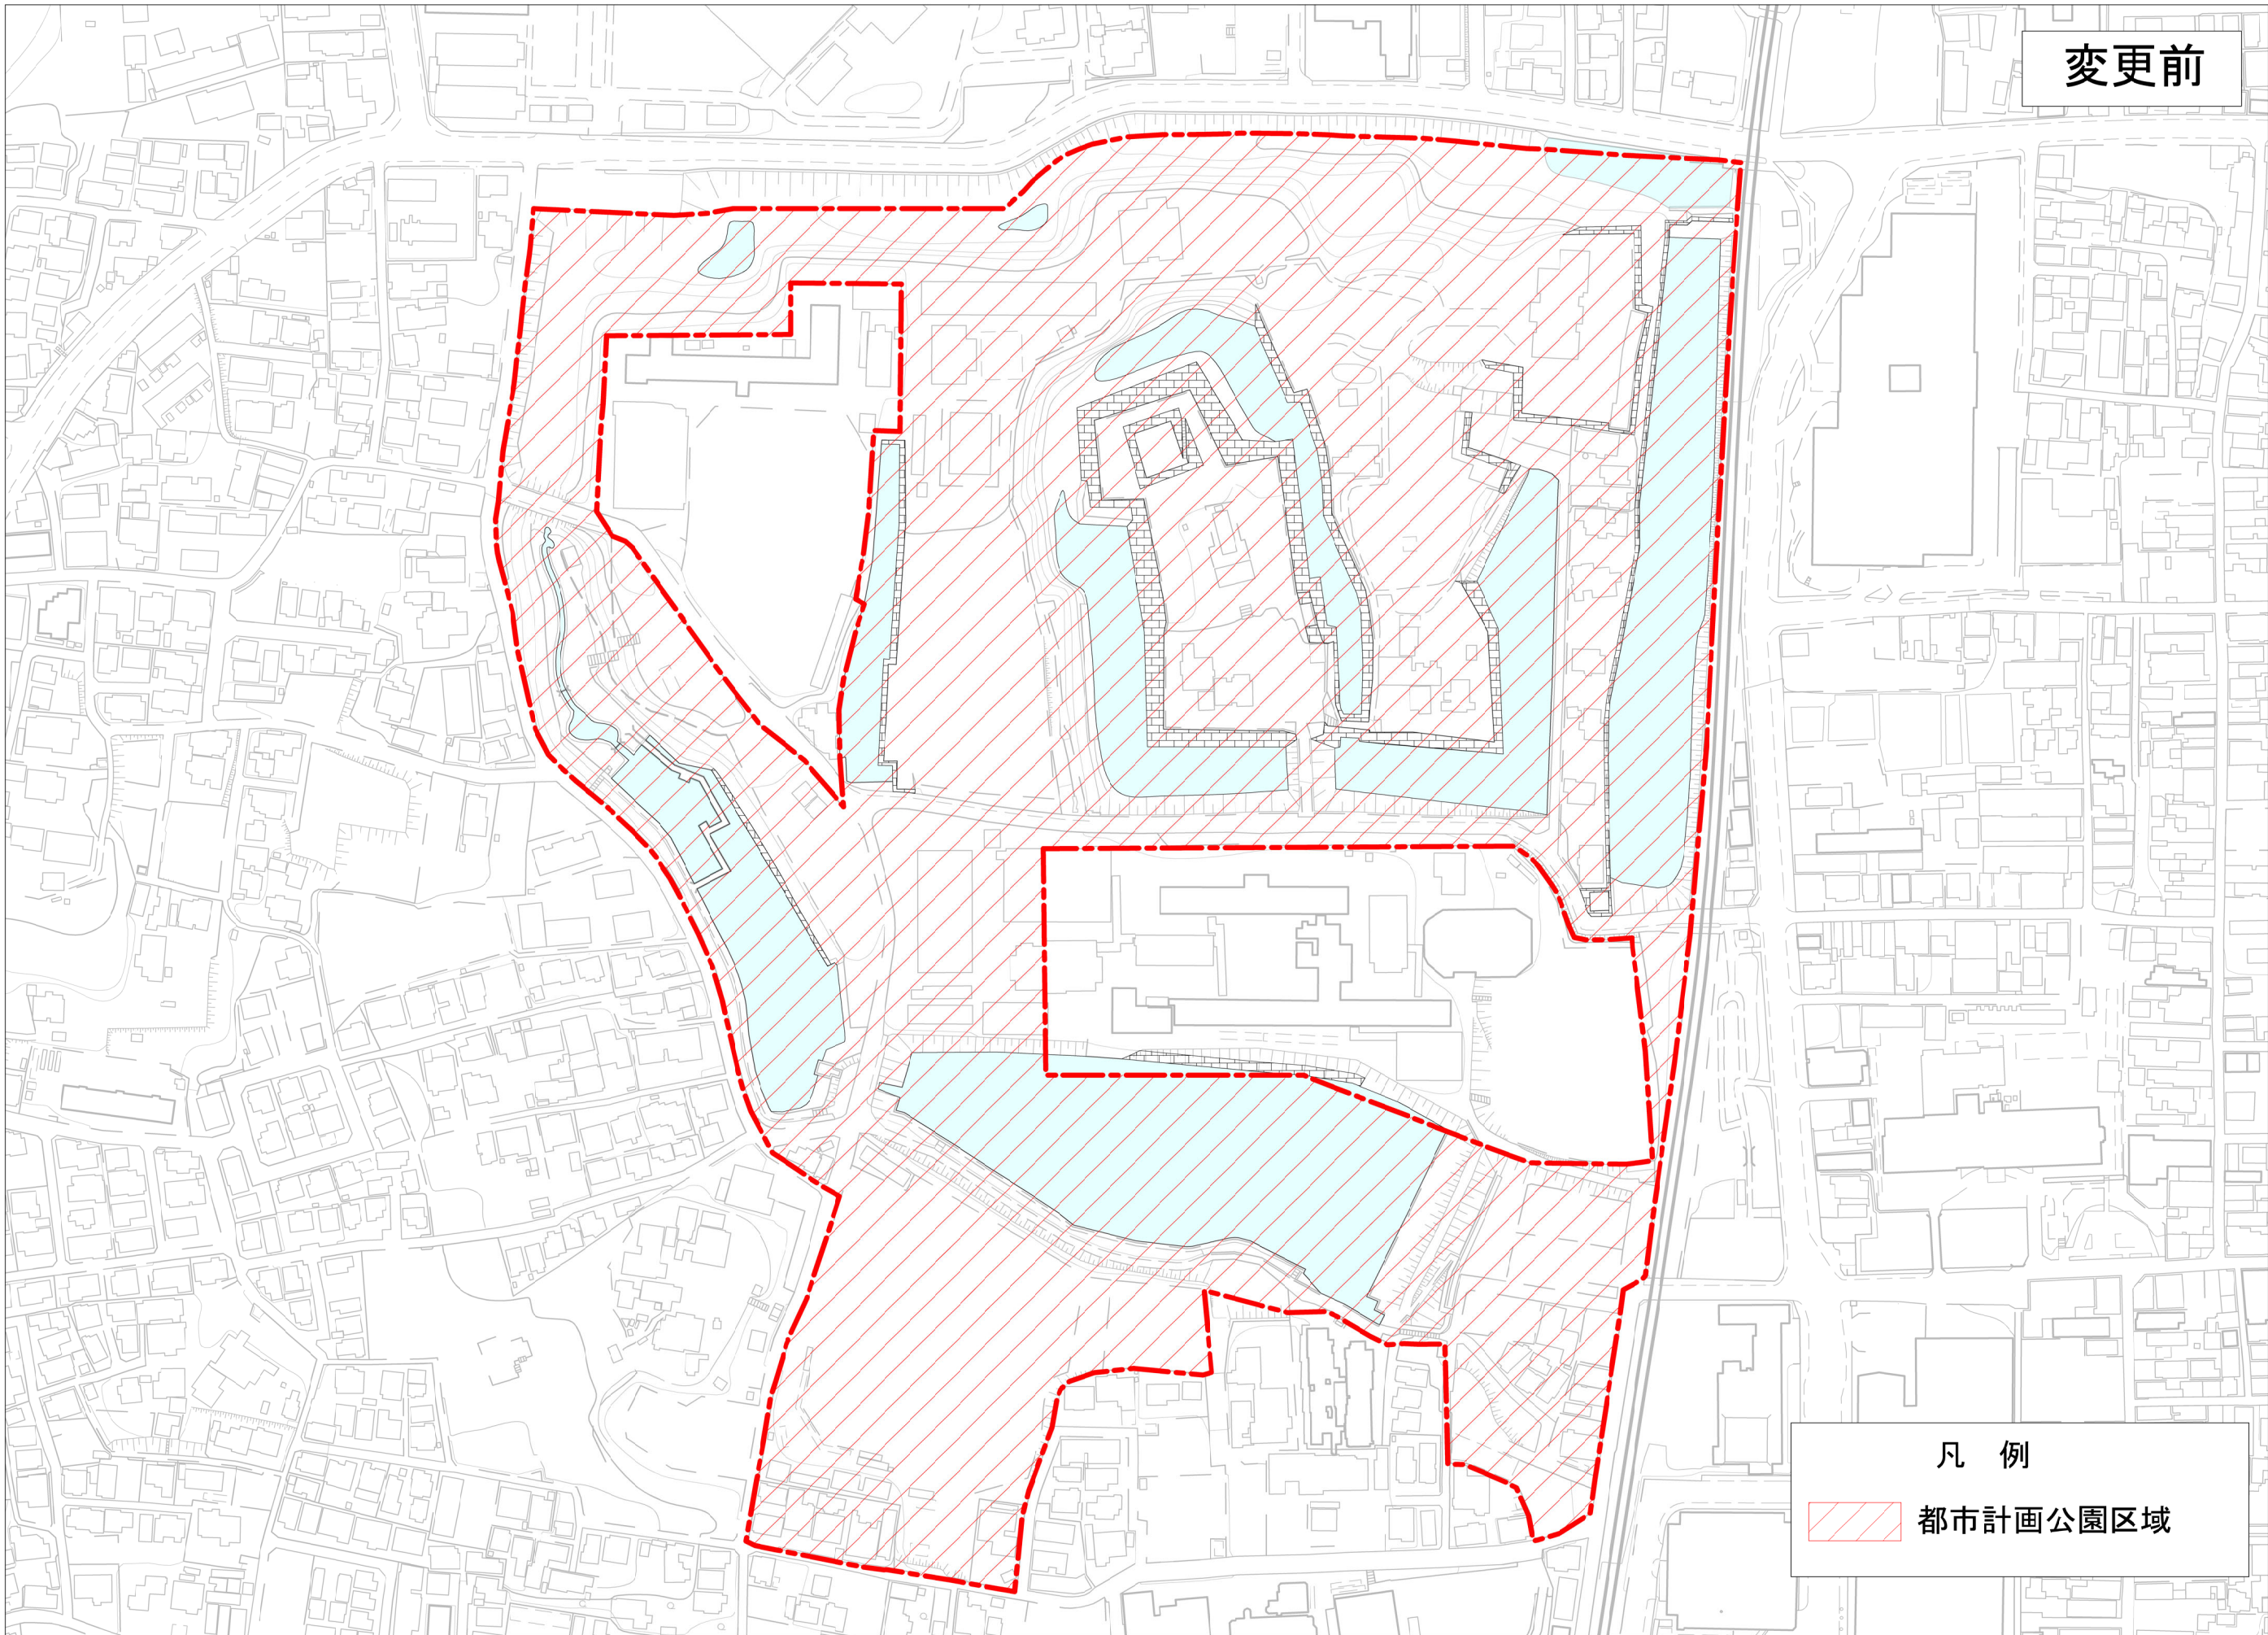 変更前
凡 例
都市計画公園区域